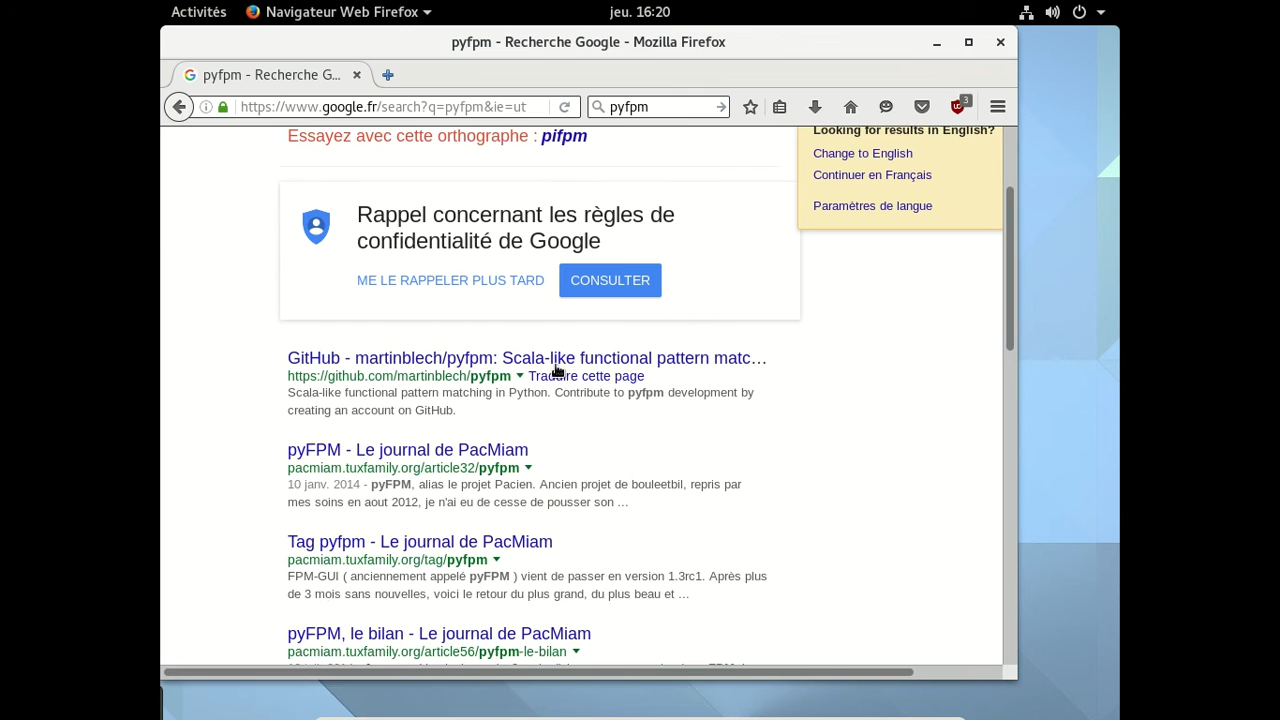 Activités
Navigateur Web Firefox
jeu. 16:20
pyfpm - Recherche Google - Mozilla Firefox
pyfpm - Recherche G...
https://www.google.fr/search?q=pyfpm&ie=ut
pyfpm
3
Essayez avec cette orthographe : pifpm
Looking for results in English?
Change to English
Continuer en Français
Paramètres de langue
Rappel concernant les règles de
confidentialité de Google
ME LE RAPPELER PLUS TARD
CONSULTER
GitHub - martinblech/pyfpm: Scala-like functional pattern matc...
https://github.com/martinblech/pyfpm Traduire cette page
Scala-like functional pattern matching in Python. Contribute to pyfpm development by
creating an account on GitHub.
pyFPM - Le journal de PacMiam
pacmiam.tuxfamily.org/article32/pyfpm
10 janv. 2014 - pyFPM, alias le projet Pacien. Ancien projet de bouleetbil, repris par
mes soins en aout 2012, je n'ai eu de cesse de pousser son ...
Tag pyfpm - Le journal de PacMiam
pacmiam.tuxfamily.org/tag/pyfpm
FPM-GUI ( anciennement appelé pyFPM ) vient de passer en version 1.3rc1. Après plus
de 3 mois sans nouvelles, voici le retour du plus grand, du plus beau et ...
pyFPM, le bilan - Le journal de PacMiam
pacmiam.tuxfamily.org/article56/pyfpm-le-bilan